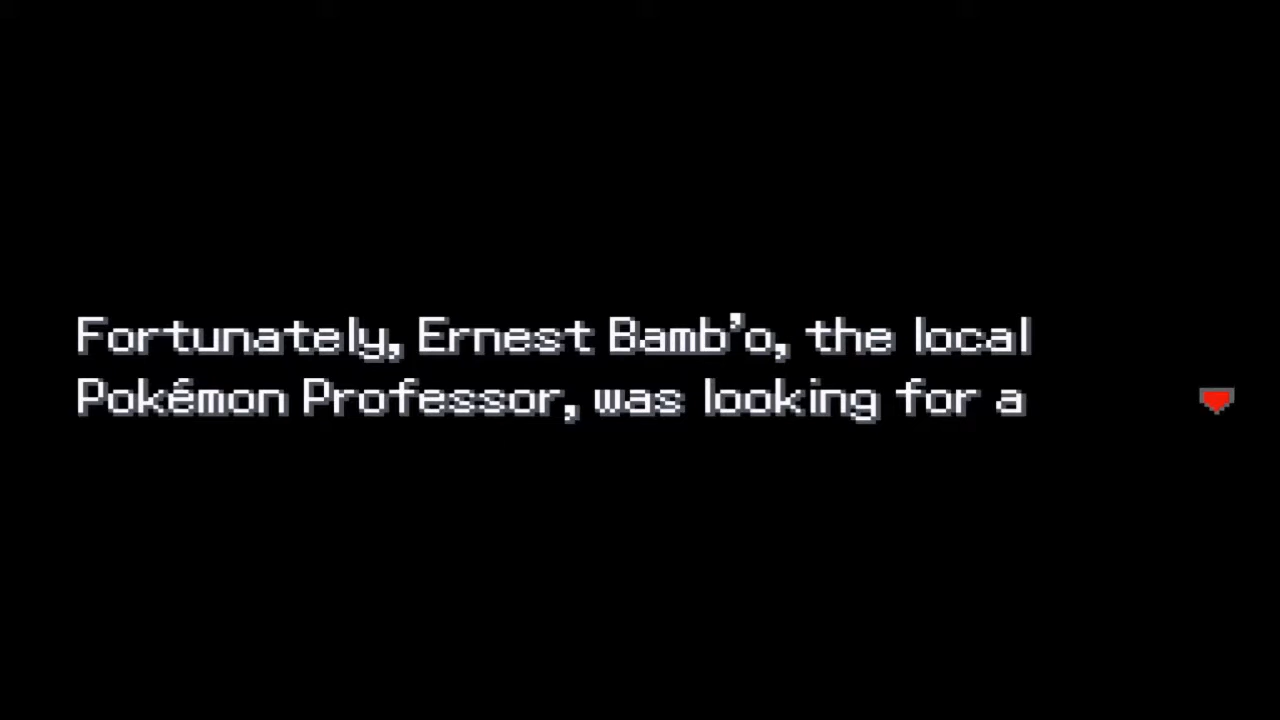 Fortunately, Ernest Bamb'o, the local
Pokémon Professor, was looking for a